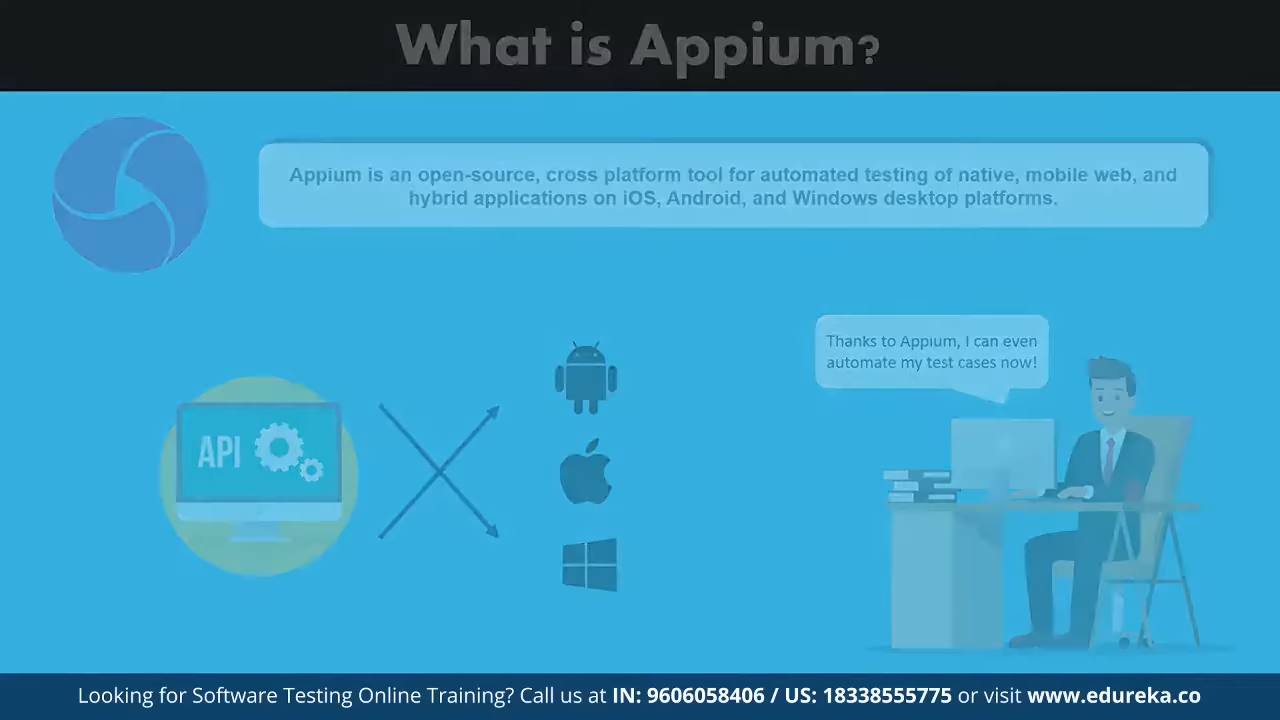 What is Appium?
Appium is an open-source, cross platform tool for automated testing of native, mobile web, and
hybrid applications on iOS, Android, and Windows desktop platforms.
Thanks to Appium, I can even
automate my test cases now!
API
Looking for Software Testing Online Training? Call us at IN: 9606058406 / US: 18338555775 or visit www.edureka.co